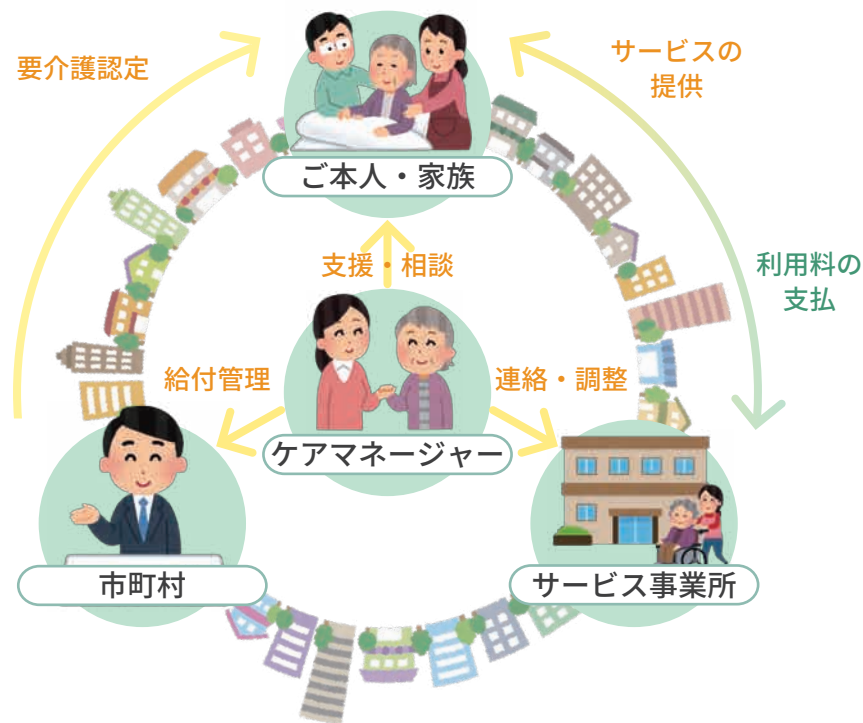 要介護認定
サービスの
提供
ご本人・家族
支援・相談
利用料の
支払
給付管理
連絡・調整
ケアマネージャー
市町村
サービス事業所